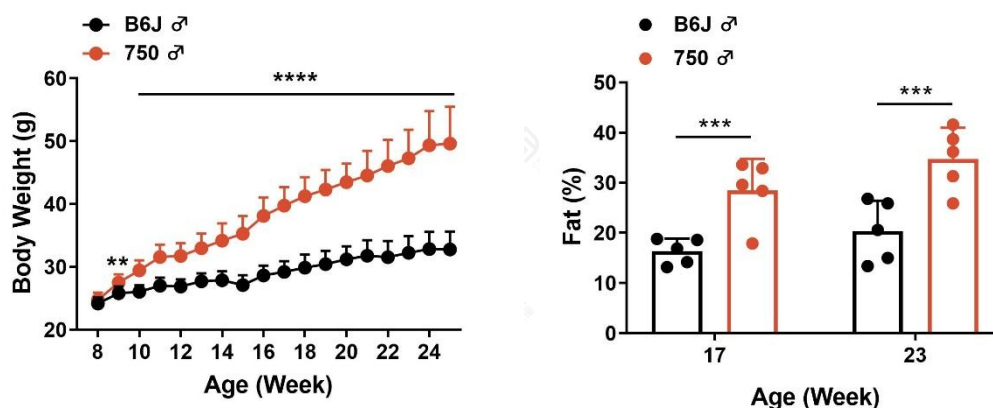 B6J ♂
750 ♂
****
**
Body Weight (g)
60
50
40
30
20
8 10 12 14 16 18 20 22 24
Age (Week)
B6J ♂
750 ♂
***
***
Fat (%)
50
40
30
20
10
0
17 23
Age (Week)